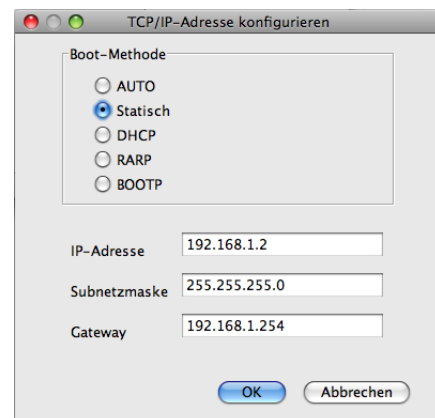 TCP/IP-Adresse konfigurieren
Boot-Methode
AUTO
Statisch
DHCP
RARP
BOOTP
IP-Adresse 192.168.1.2
Subnetzmaske 255.255.255.0
Gateway 192.168.1.254
OK Abbrechen